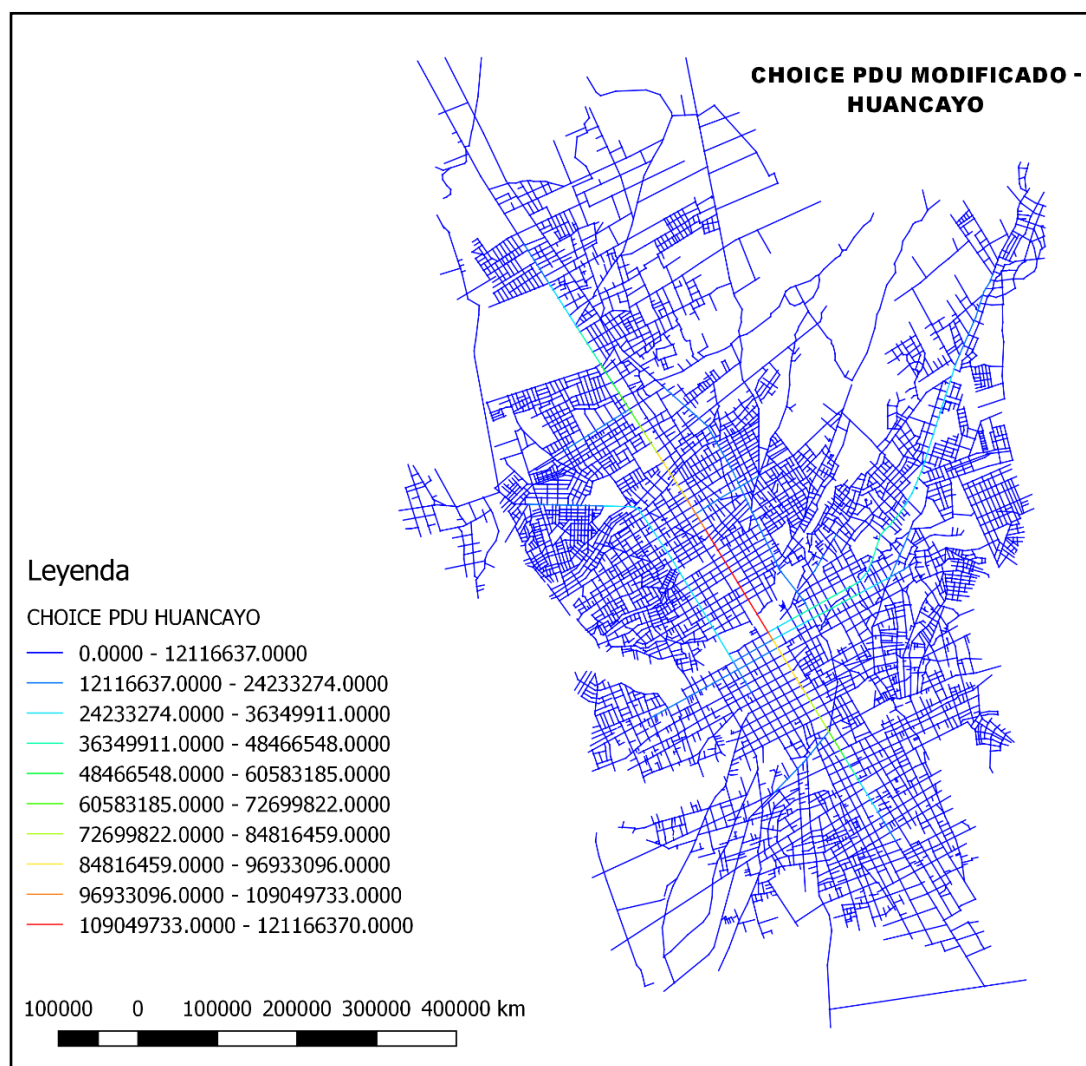 CHOICE PDU MODIFICADO -
HUANCAYO
Leyenda
CHOICE PDU HUANCAYO
0.0000 - 12116637.0000
12116637.0000 - 24233274.0000
24233274.0000 - 36349911.0000
36349911.0000 - 48466548.0000
48466548.0000 - 60583185.0000
60583185.0000 - 72699822.0000
72699822.0000 - 84816459.0000
84816459.0000 - 96933096.0000
96933096.0000 - 109049733.0000
109049733.0000 - 121166370.0000
100000 0 100000 200000 300000 400000 km